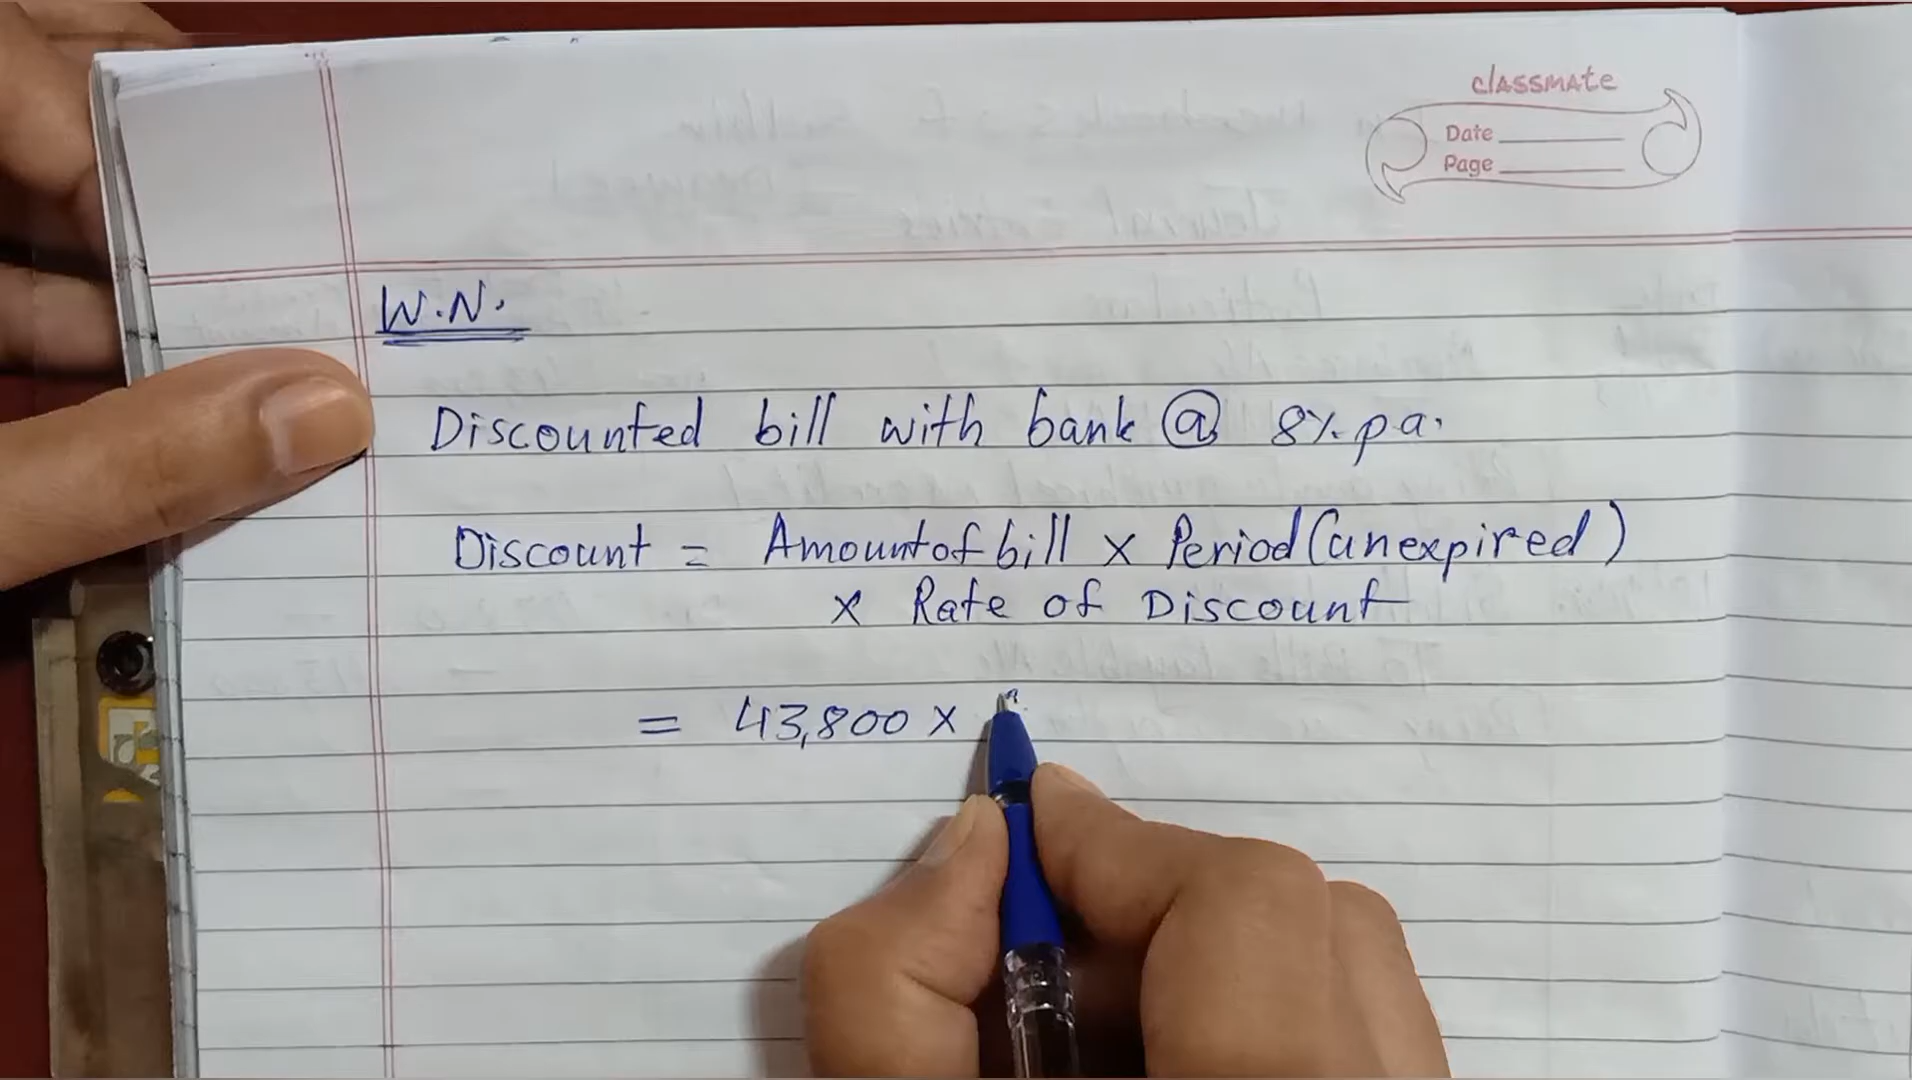 classmate
Date
Page
W.N.
Discounted bill with bank @ 8% p.a.
Discount = Amount of bill × Period (unexpired)
× Rate of Discount
= 43,800 ×